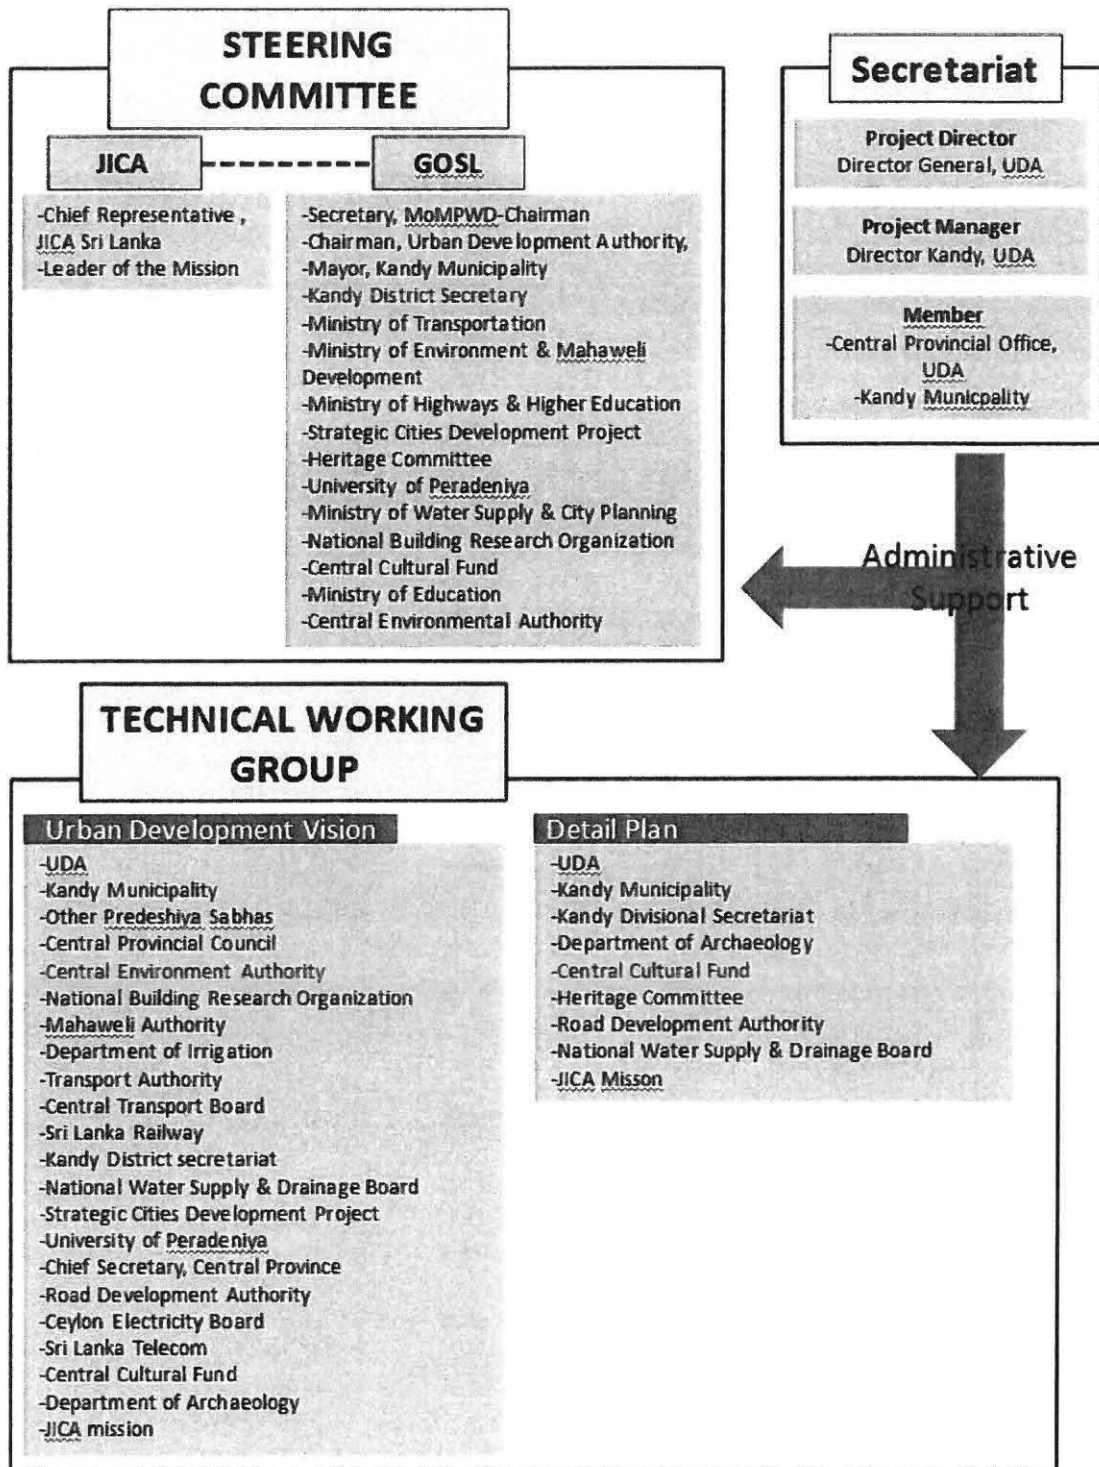 STEERING
COMMITTEE
JICA
GOSL
-Chief Representative ,
JICA Sri Lanka
-Leader of the Mission
-Secretary, MoMPWD-Chairman
-Chairman, Urban Development Authority,
-Mayor, Kandy Municipality
-Kandy District Secretary
-Ministry of Transportation
-Ministry of Environment & Mahaweli
Development
-Ministry of Highways & Higher Education
-Strategic Cities Development Project
-Heritage Committee
-University of Peradeniya
-Ministry of Water Supply & City Planning
-National Building Research Organization
-Central Cultural Fund
-Ministry of Education
-Central Environmental Authority
Secretariat
Project Director
Director General, UDA
Project Manager
Director Kandy, UDA
Member
-Central Provincial Office,
UDA
-Kandy Municpality
Administrative
Support
TECHNICAL WORKING
GROUP
Urban Development Vision
-UDA
-Kandy Municipality
-Other Predeshiya Sabhas
-Central Provincial Council
-Central Environment Authority
-National Building Research Organization
-Mahaweli Authority
-Department of Irrigation
-Transport Authority
-Central Transport Board
-Sri Lanka Railway
-Kandy District secretariat
-National Water Supply & Drainage Board
-Strategic Cities Development Project
-University of Peradeniya
-Chief Secretary, Central Province
-Road Development Authority
-Ceylon Electricity Board
-Sri Lanka Telecom
-Central Cultural Fund
-Department of Archaeology
-JICA mission
Detail Plan
-UDA
-Kandy Municipality
-Kandy Divisional Secretariat
-Department of Archaeology
-Central Cultural Fund
-Heritage Committee
-Road Development Authority
-National Water Supply & Drainage Board
-JICA Misson